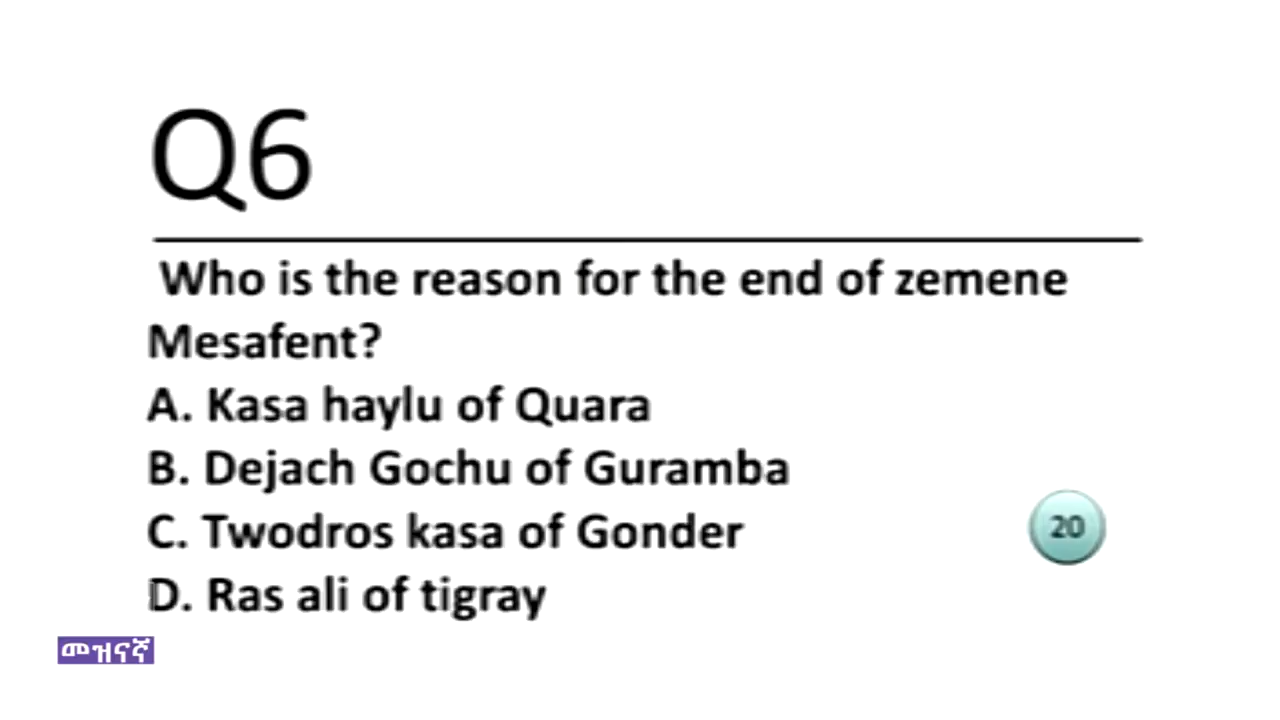 Q6
Who is the reason for the end of zemene
Mesafent?
A. Kasa haylu of Quara
B. Dejach Gochu of Guramba
C. Twodros kasa of Gonder
20
D. Ras ali of tigray
መዝናኛ